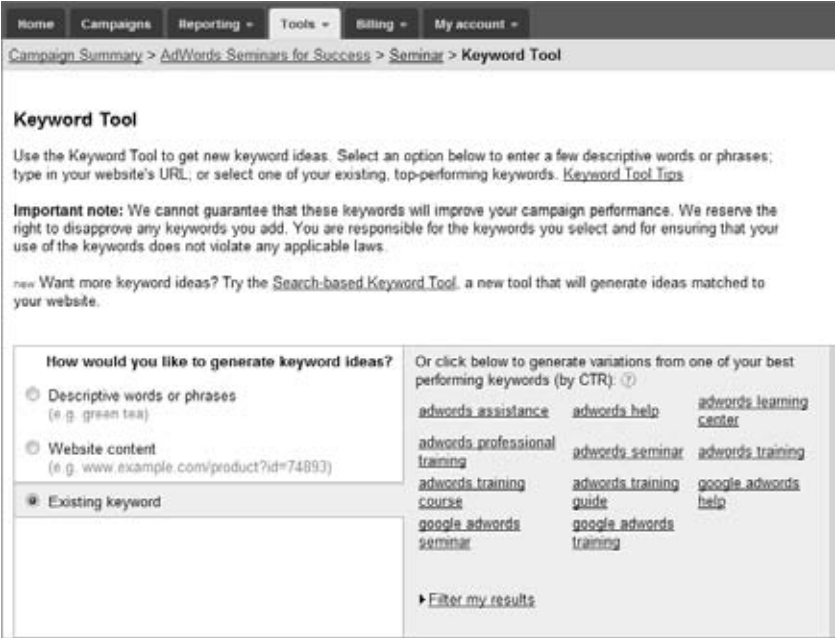 Home Campaigns Reporting Tools Billing My account
Campaign Summary > AdWords Seminars for Success > Seminar > Keyword Tool
Keyword Tool
Use the Keyword Tool to get new keyword ideas. Select an option below to enter a few descriptive words or phrases;
type in your website's URL; or select one of your existing, top-performing keywords. Keyword Tool Tips
Important note: We cannot guarantee that these keywords will improve your campaign performance. We reserve the
right to disapprove any keywords you add. You are responsible for the keywords you select and for ensuring that your
use of the keywords does not violate any applicable laws.
new Want more keyword ideas? Try the Search-based Keyword Tool, a new tool that will generate ideas matched to
your website.
How would you like to generate keyword ideas?
Descriptive words or phrases
(e.g. green tea)
Website content
(e.g. www.example.com/product?id=74893)
Existing keyword
Or click below to generate variations from one of your best
performing keywords (by CTR): ?
adwords assistance adwords help adwords learning
center
adwords professional
training adwords seminar adwords training
adwords training adwords training google adwords
course guide help
google adwords google adwords
seminar training
Filter my results